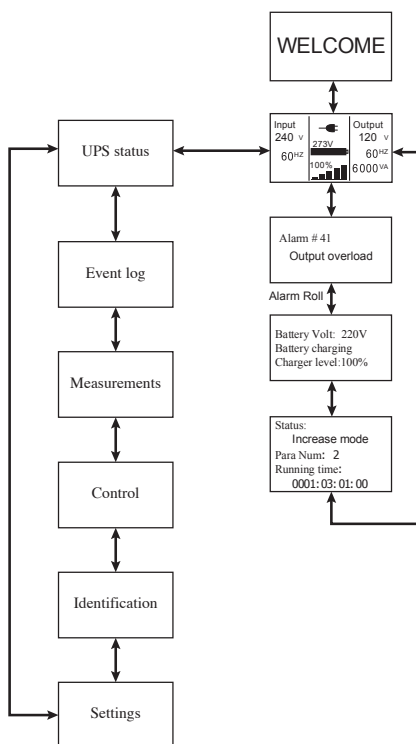 WELCOME
Input
240 V
60HZ
273V
100%
Output
120 V
60HZ
6000VA
UPS status
Alarm # 41
Output overload
Event log
Alarm Roll
Battery Volt: 220V
Battery charging
Charger level:100%
Measurements
Status:
Increase mode
Para Num: 2
Running time:
0001:03:01:00
Control
Identification
Settings